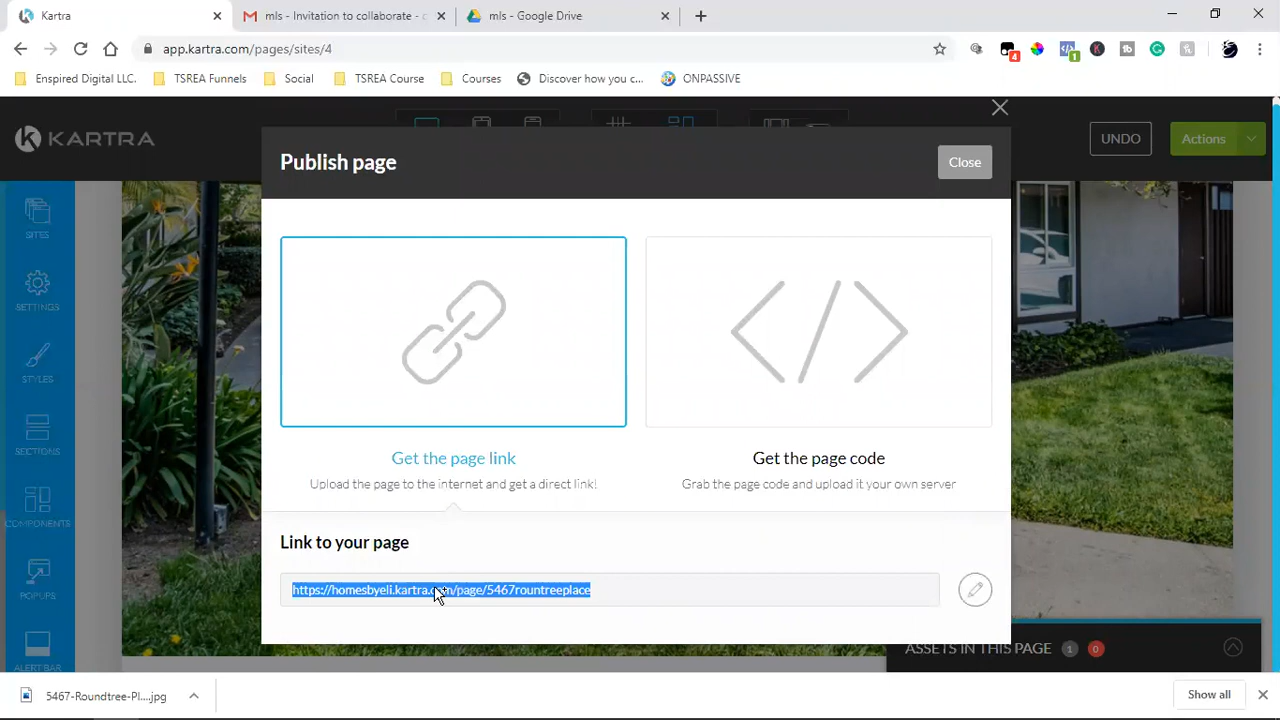 Kartra
mls - Invitation to collaborate - c
mls - Google Drive
app.kartra.com/pages/sites/4
4
1
Enspired Digital LLC.
TSREA Funnels
Social
TSREA Course
Courses
Discover how you c...
ONPASSIVE
KARTRA
UNDO
Actions
Publish page
Close
SITES
SETTINGS
STYLES
SECTIONS
COMPONENTS
POPUPS
ALERT BAR
Get the page link
Get the page code
Upload the page to the internet and get a direct link!
Grab the page code and upload it your own server
Link to your page
https://homesbyeli.kartra.com/page/5467rountreeplace
ASSETS IN THIS PAGE
1
0
5467-Roundtree-Pl....jpg
Show all